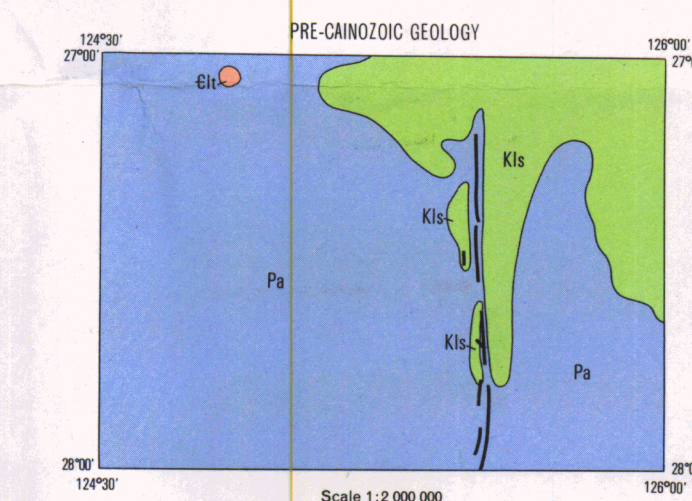 PRE-CAINOZOIC GEOLOGY
124°30'
126°00'
27°00'
27°
€lt
Kls
Kls
Pa
Kls
Pa
28°00'
28°
124°30'
126°00'
Scale 1:2 000 000